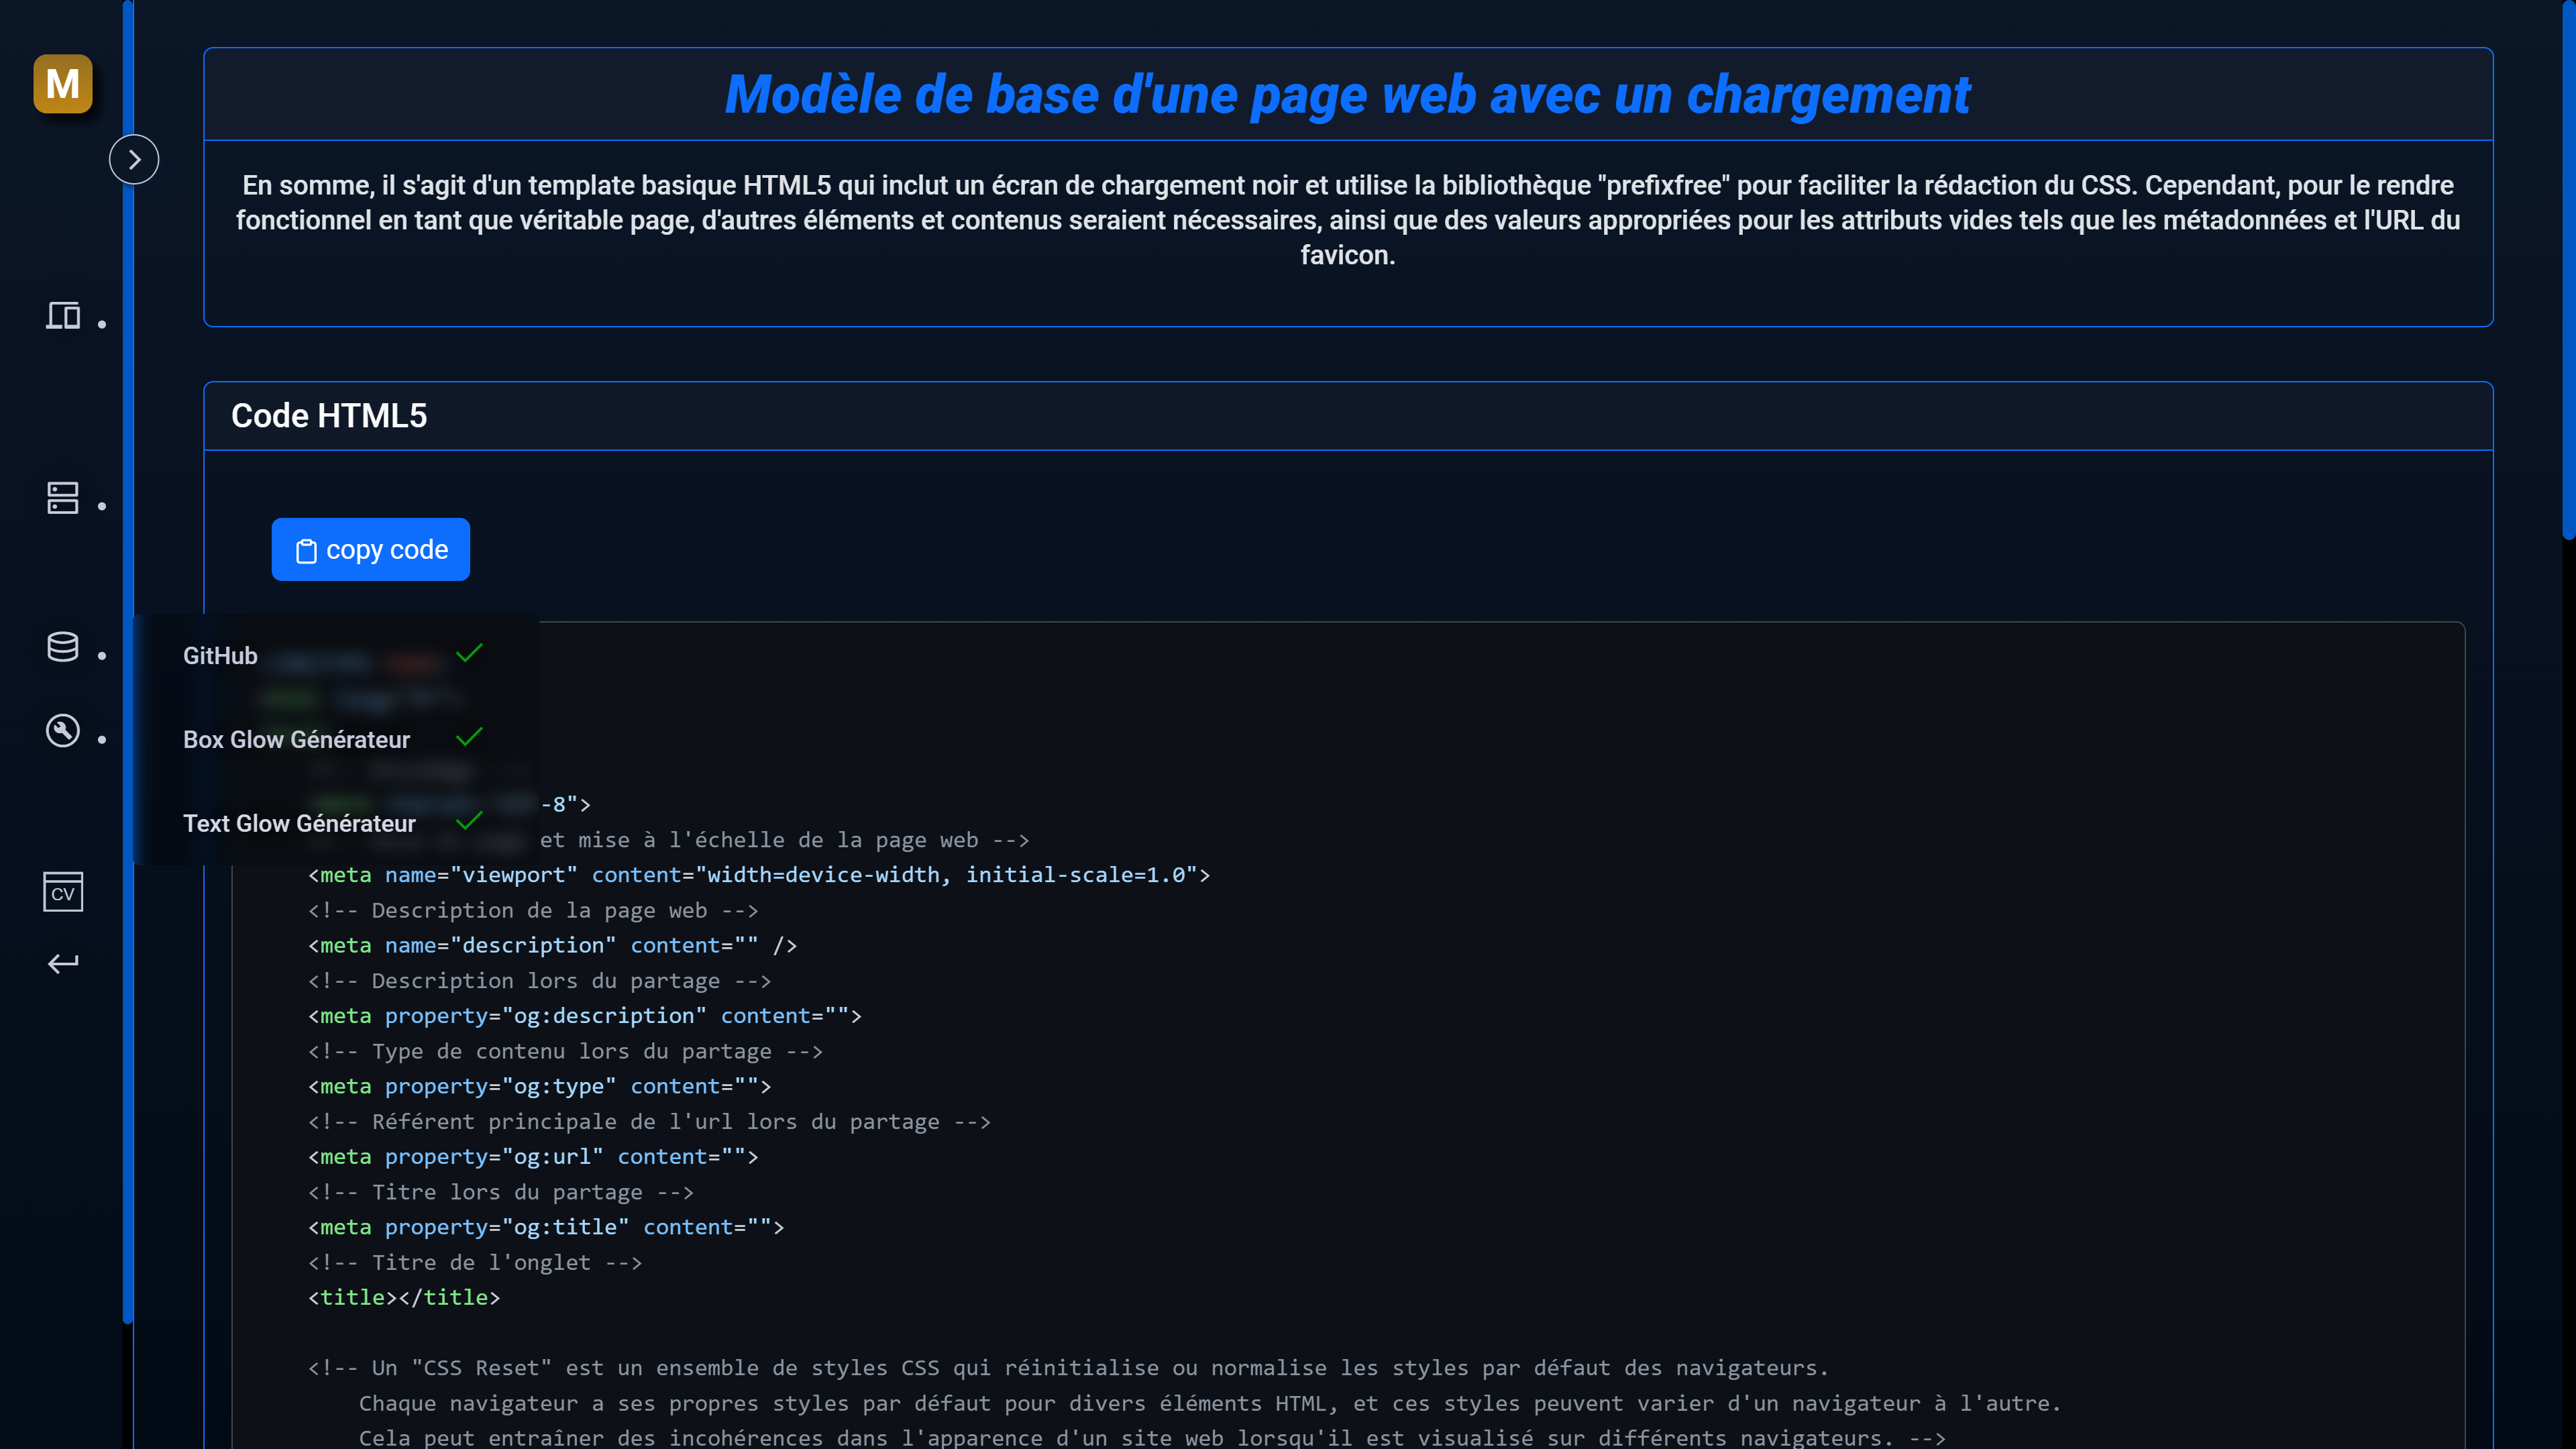 M
Modèle de base d'une page web avec un chargement
En somme, il s'agit d'un template basique HTML5 qui inclut un écran de chargement noir et utilise la bibliothèque "prefixfree" pour faciliter la rédaction du CSS. Cependant, pour le rendre
fonctionnel en tant que véritable page, d'autres éléments et contenus seraient nécessaires, ainsi que des valeurs appropriées pour les attributs vides tels que les métadonnées et l'URL du
favicon.
Code HTML5
copy code
GitHub
Box Glow Générateur
Text Glow Générateur
CV
-8">
et mise à l'échelle de la page web -->
<meta name="viewport" content="width=device-width, initial-scale=1.0">
<!-- Description de la page web -->
<meta name="description" content="" />
<!-- Description lors du partage -->
<meta property="og:description" content="">
<!-- Type de contenu lors du partage -->
<meta property="og:type" content="">
<!-- Référent principale de l'url lors du partage -->
<meta property="og:url" content="">
<!-- Titre lors du partage -->
<meta property="og:title" content="">
<!-- Titre de l'onglet -->
<title></title>
<!-- Un "CSS Reset" est un ensemble de styles CSS qui réinitialise ou normalise les styles par défaut des navigateurs.
Chaque navigateur a ses propres styles par défaut pour divers éléments HTML, et ces styles peuvent varier d'un navigateur à l'autre.
Cela peut entraîner des incohérences dans l'apparence d'un site web lorsqu'il est visualisé sur différents navigateurs. -->